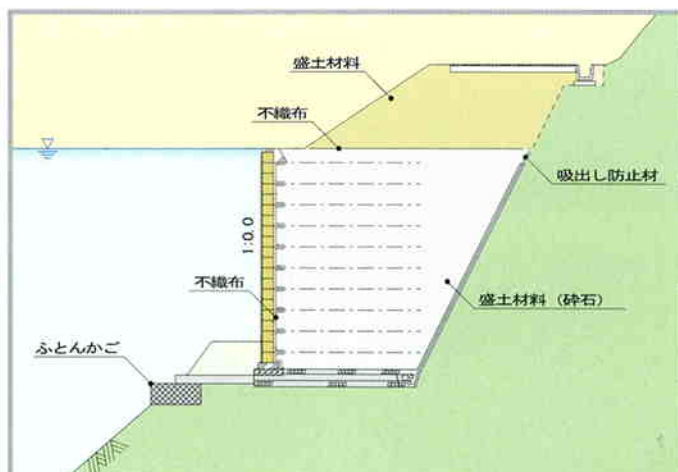 盛土材料
不織布
吸出し防止材
1:0.0
不織布
盛土材料（砕石）
ふとんかご